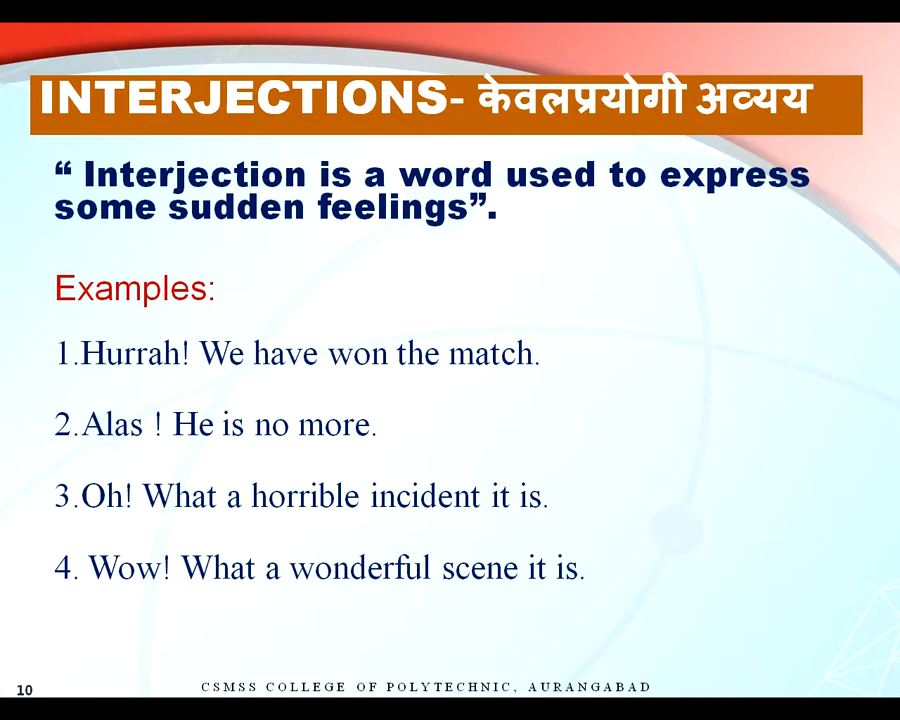 INTERJECTIONS- केवलप्रयोगी अव्यय
“ Interjection is a word used to express
some sudden feelings”.
Examples:
1.Hurrah! We have won the match.
2.Alas ! He is no more.
3.Oh! What a horrible incident it is.
4. Wow! What a wonderful scene it is.
10 CSMSS COLLEGE OF POLYTECHNIC, AURANGABAD